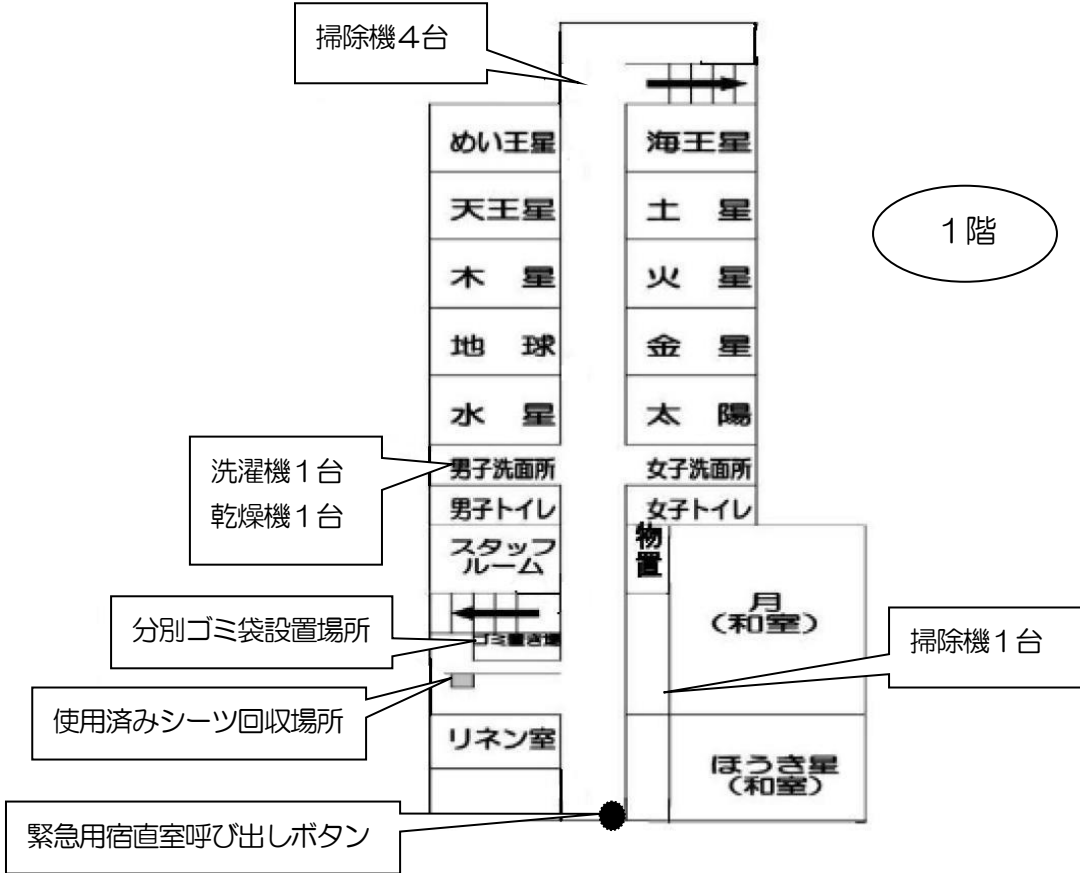 掃除機4台
めい王星
海王星
天王星
土 星
1階
木 星
火 星
地 球
金 星
水 星
太 陽
洗濯機1台
乾燥機1台
男子洗面所
女子洗面所
男子トイレ
女子トイレ
スタッフ
ルーム
物置
月
(和室)
分別ゴミ袋設置場所
ゴミ置き場
掃除機1台
使用済みシーツ回収場所
リネン室
ほうき星
(和室)
緊急用宿直室呼び出しボタン